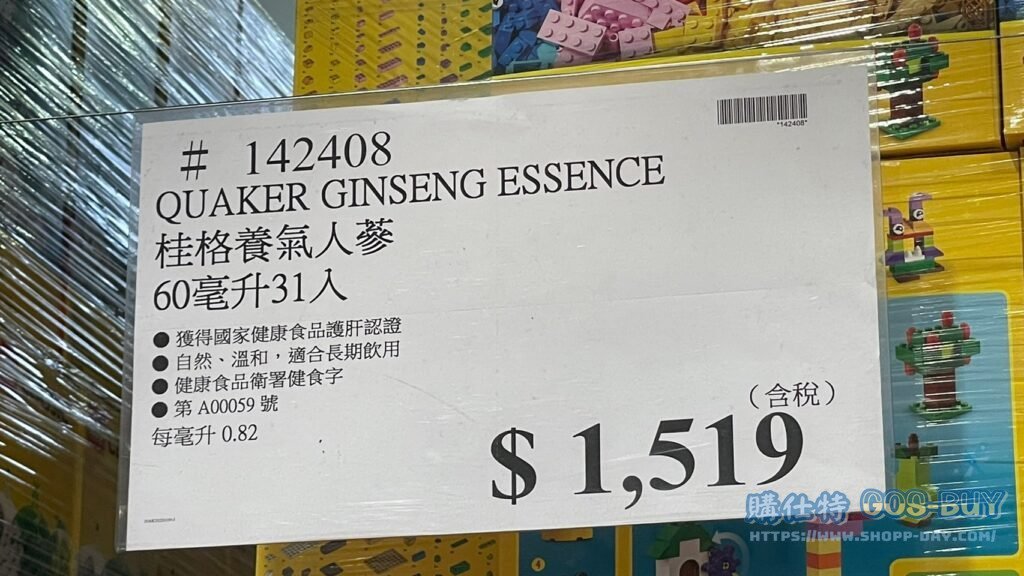 *142408*
# 142408
QUAKER GINSENG ESSENCE
桂格養氣人蔘
60毫升31入
● 獲得國家健康食品護肝認證
● 自然、溫和，適合長期飲用
● 健康食品衛署健食字
● 第 A00059 號
每毫升 0.82
（含稅）
$ 1,519
購仕特 GOS-BUY
HTTPS://WWW.SHOPP-DAY.COM/